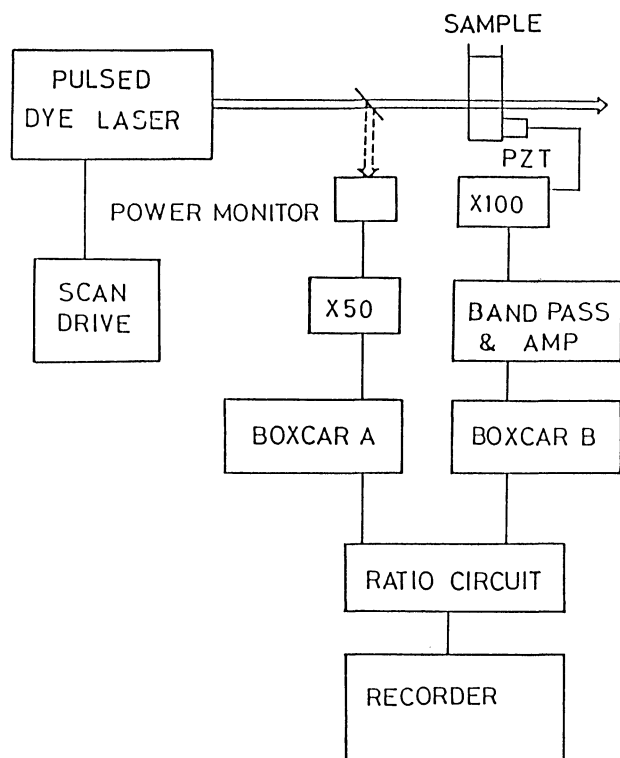 SAMPLE
PULSED
DYE LASER
PZT
POWER MONITOR
X100
SCAN
DRIVE
X50
BAND PASS
& AMP
BOXCAR A
BOXCAR B
RATIO CIRCUIT
RECORDER